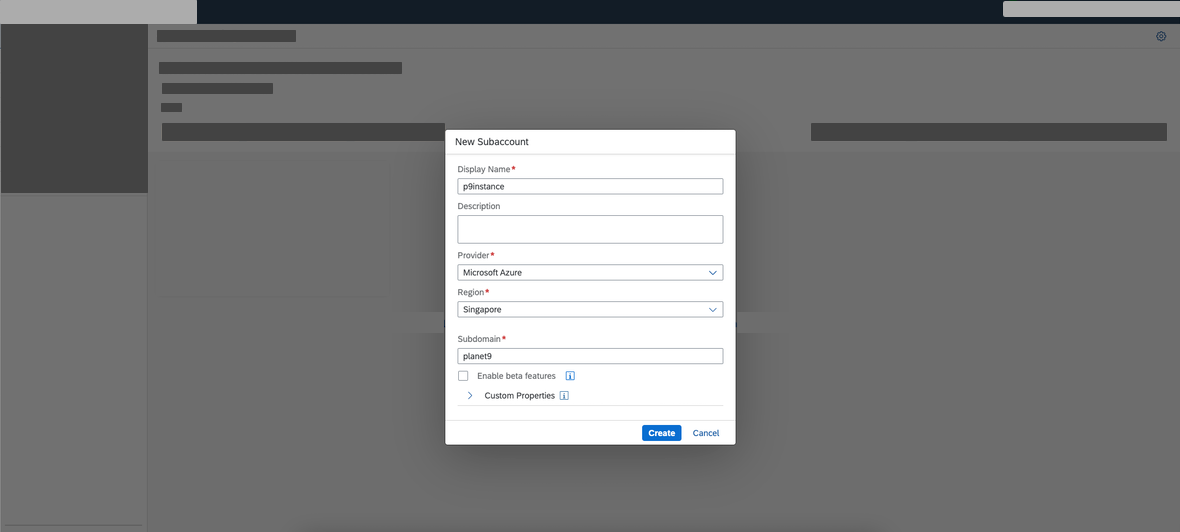 New Subaccount
Display Name*
p9instance
Description
Provider*
Microsoft Azure
Region*
Singapore
Subdomain*
planet9
Enable beta features
Custom Properties
Create Cancel